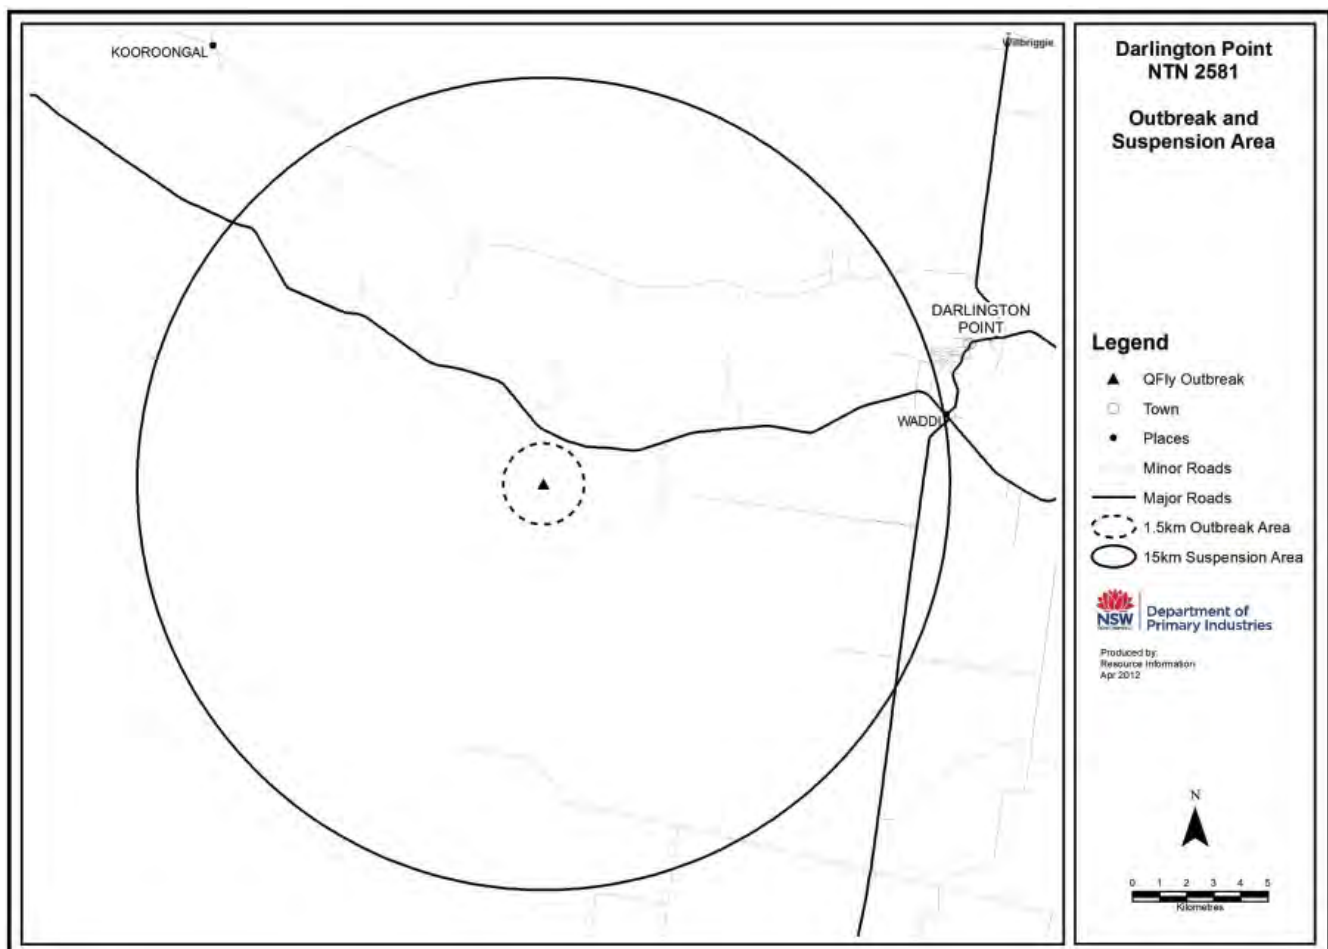 KOOROONGAL
Willbriggie
DARLINGTON
POINT
WADDI
Darlington Point
NTN 2581
Outbreak and
Suspension Area
Legend
QFly Outbreak
Town
Places
Minor Roads
Major Roads
1.5km Outbreak Area
15km Suspension Area
NSW
Department of
Primary Industries
Produced by:
Resource Information
Apr 2012
N
0 1 2 3 4 5
Kilometres